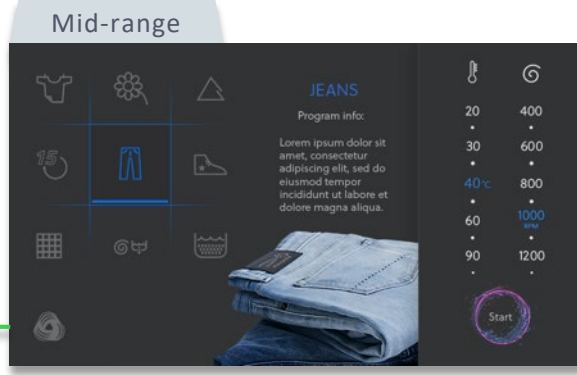 Mid-range
JEANS
Program info:
Lorem ipsum dolor sit
amet, consectetur
adipiscing elit, sed do
eiusmod tempor
incididunt ut labore et
dolore magna aliqua.
15
20 400
30 600
40°C 800
60 1000
RPM
90 1200
Start